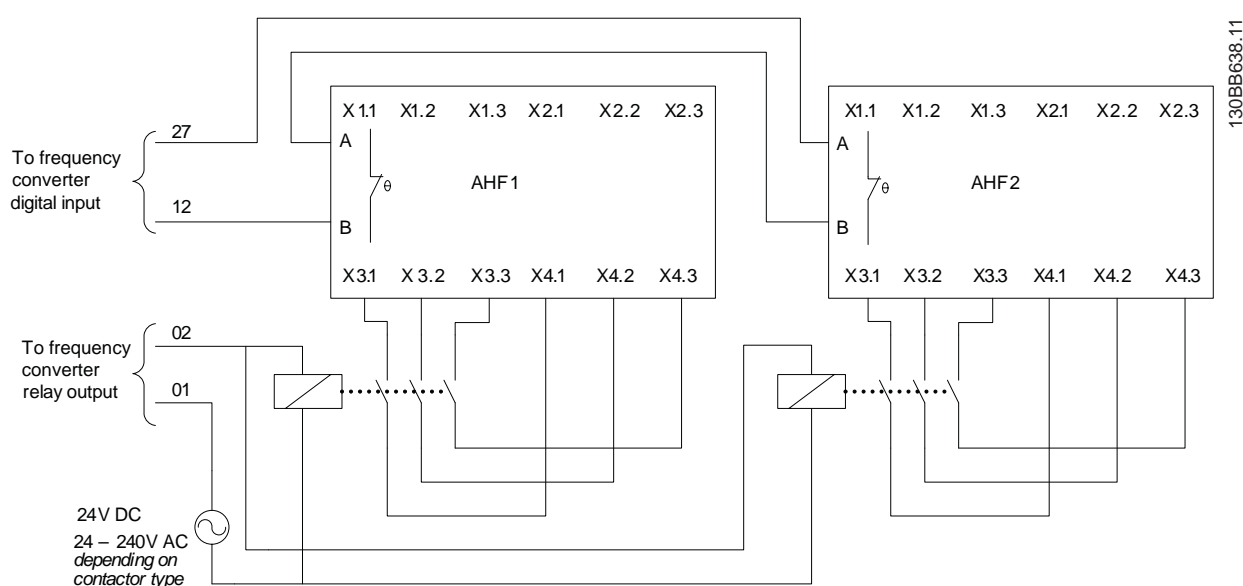 130BB638.11
X1.1 X1.2 X1.3 X2.1 X2.2 X2.3
X1.1 X1.2 X1.3 X2.1 X2.2 X2.3
27
A
A
To frequency
converter
digital input
θ
AHF1
θ
AHF2
12
B
B
X3.1 X3.2 X3.3 X4.1 X4.2 X4.3
X3.1 X3.2 X3.3 X4.1 X4.2 X4.3
02
To frequency
converter
relay output
01
24V DC
24 – 240V AC
depending on
contactor type